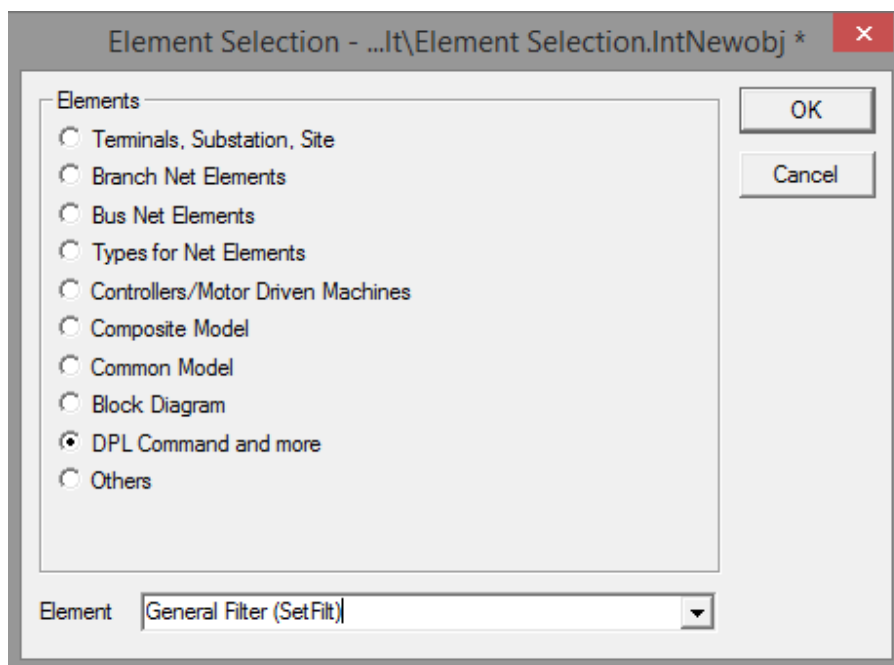 Element Selection - ...lt\Element Selection.IntNewobj *
Elements
Terminals, Substation, Site
Branch Net Elements
Bus Net Elements
Types for Net Elements
Controllers/Motor Driven Machines
Composite Model
Common Model
Block Diagram
DPL Command and more
Others
OK
Cancel
Element General Filter (SetFilt)